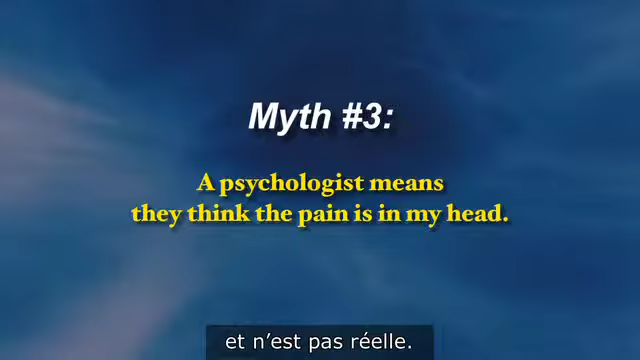 Myth #3:
A psychologist means
they think the pain is in my head.
et n’est pas réelle.